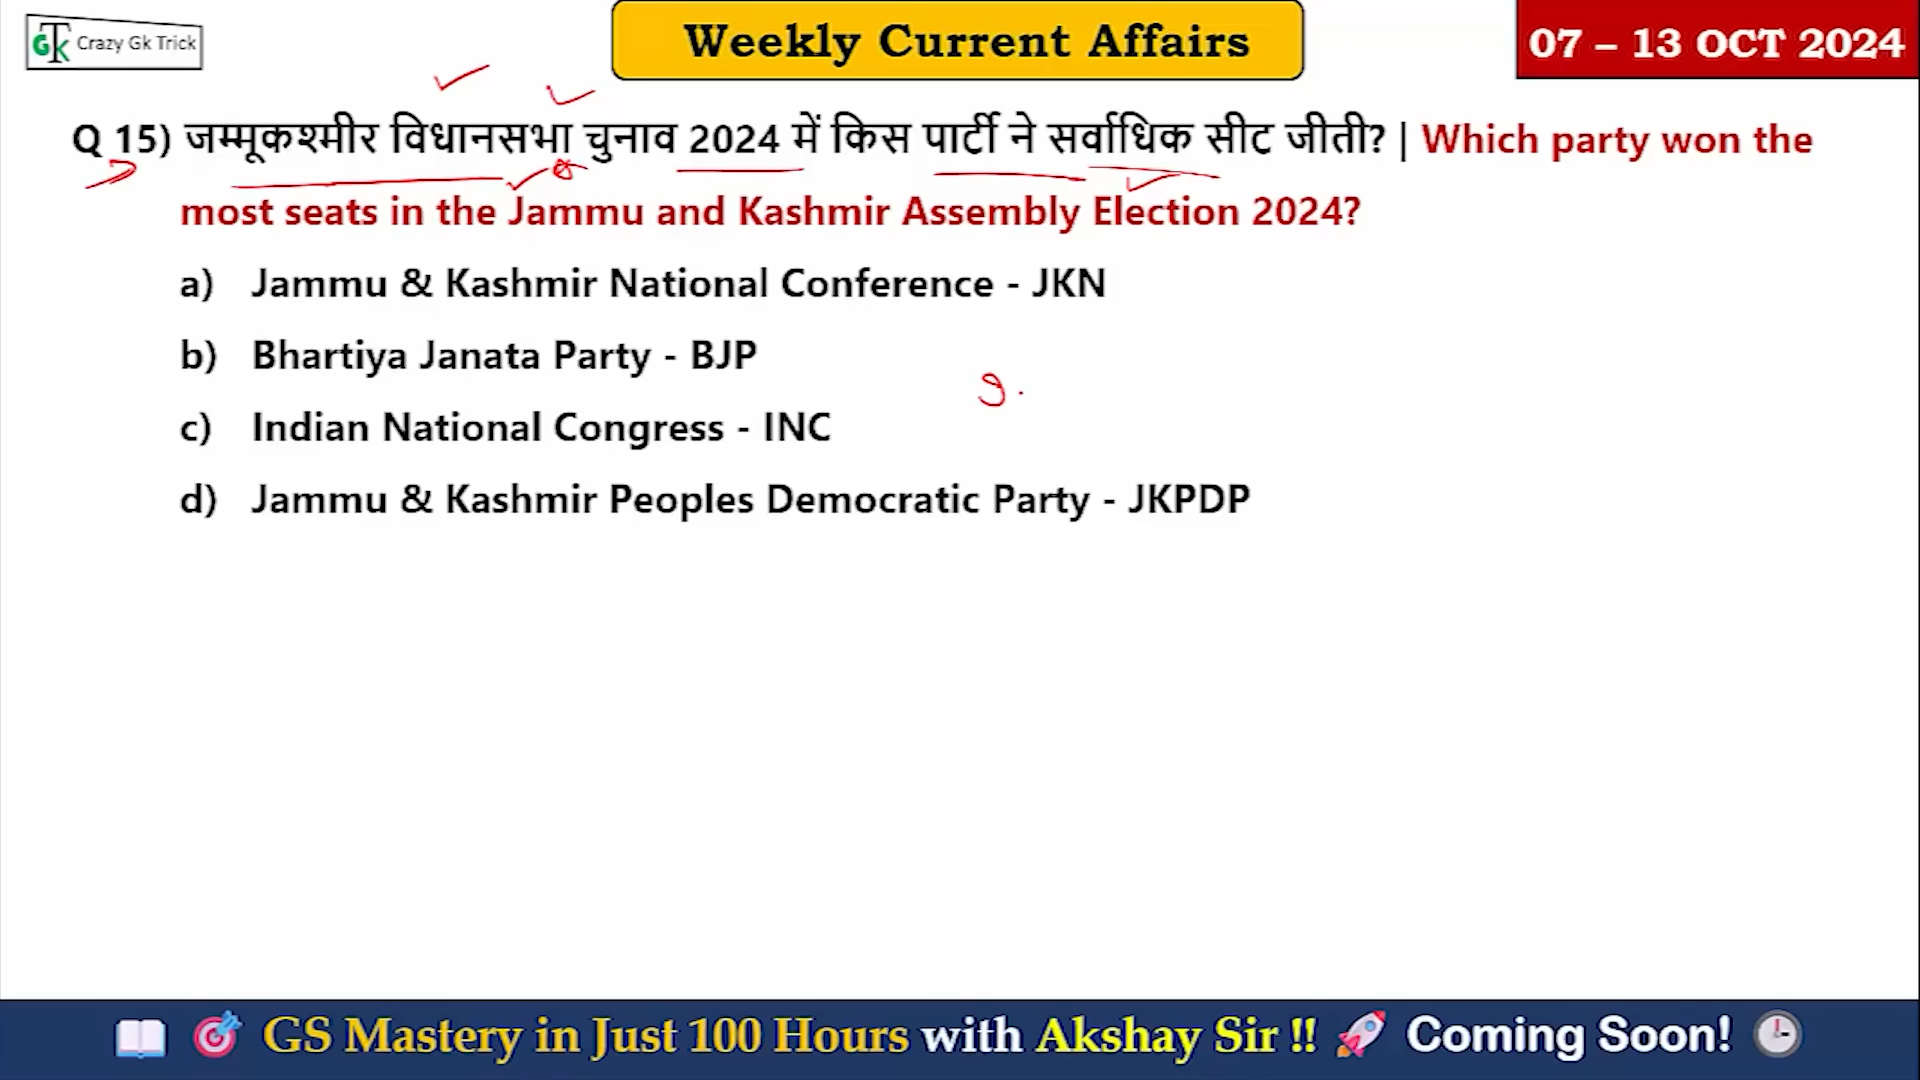 GTK Crazy Gk Trick
Weekly Current Affairs
07 – 13 OCT 2024
Q 15) जम्मूकश्मीर विधानसभा चुनाव 2024 में किस पार्टी ने सर्वाधिक सीट जीती? | Which party won the
most seats in the Jammu and Kashmir Assembly Election 2024?
a) Jammu & Kashmir National Conference - JKN
b) Bhartiya Janata Party - BJP
c) Indian National Congress - INC
d) Jammu & Kashmir Peoples Democratic Party - JKPDP
GS Mastery in Just 100 Hours with Akshay Sir !! Coming Soon!